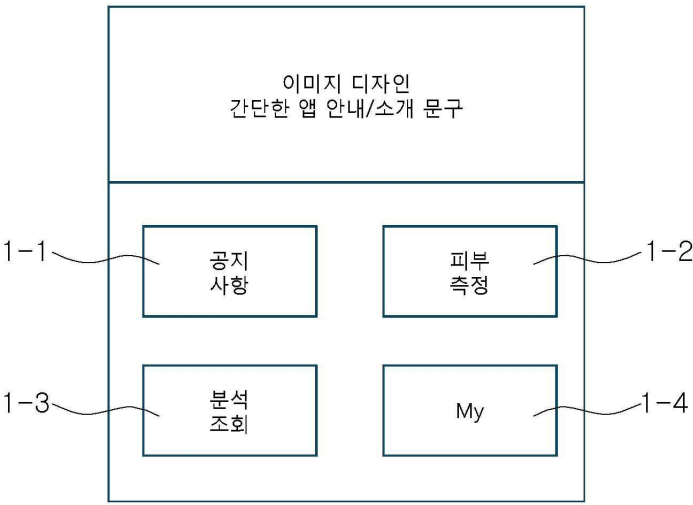 이미지 디자인
간단한 앱 안내/소개 문구
1-1
공지
사항
피부
측정
1-2
1-3
분석
조회
My
1-4